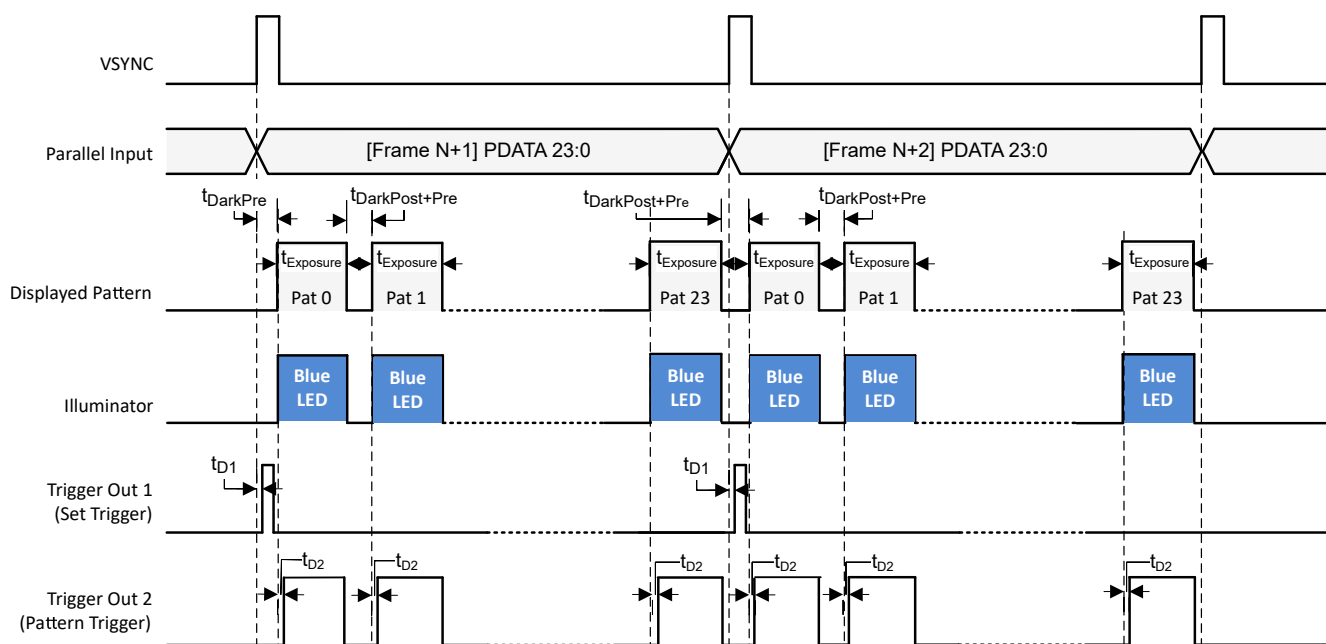 VSYNC
Parallel Input
[Frame N+1] PDATA 23:0
[Frame N+2] PDATA 23:0
tDarkPre
tDarkPost+Pre
tDarkPost+Pre
tDarkPost+Pre
Displayed Pattern
tExposure
tExposure
tExposure
tExposure
tExposure
tExposure
Pat 0
Pat 1
Pat 23
Pat 0
Pat 1
Pat 23
Illuminator
Blue
LED
Blue
LED
Blue
LED
Blue
LED
Blue
LED
Blue
LED
tD1
tD1
Trigger Out 1
(Set Trigger)
tD2
tD2
tD2
tD2
tD2
tD2
Trigger Out 2
(Pattern Trigger)